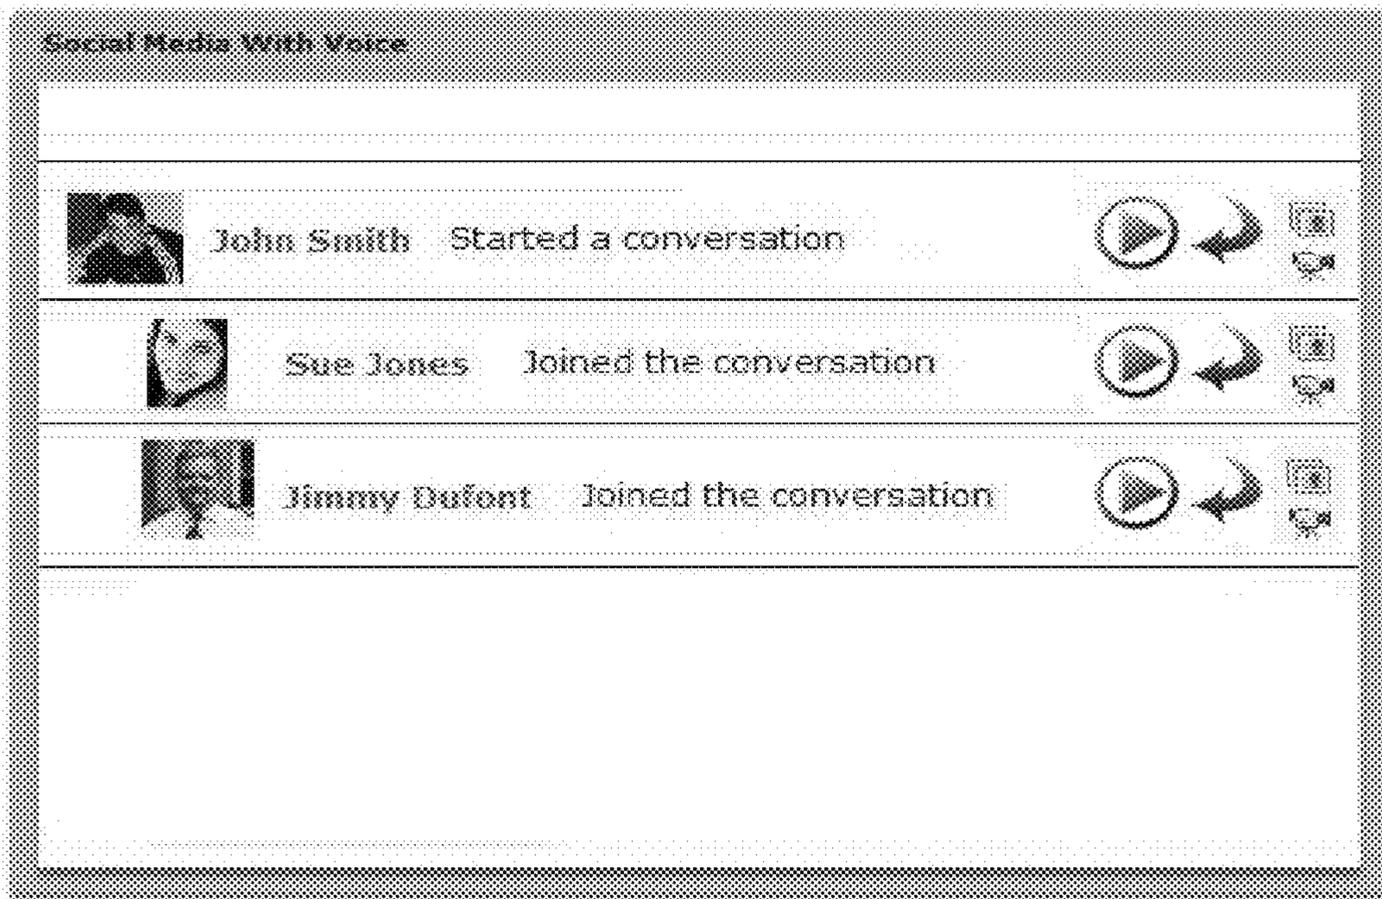 Social Media With Voice
John Smith Started a conversation
Sue Jones Joined the conversation
Jimmy Dufont Joined the conversation